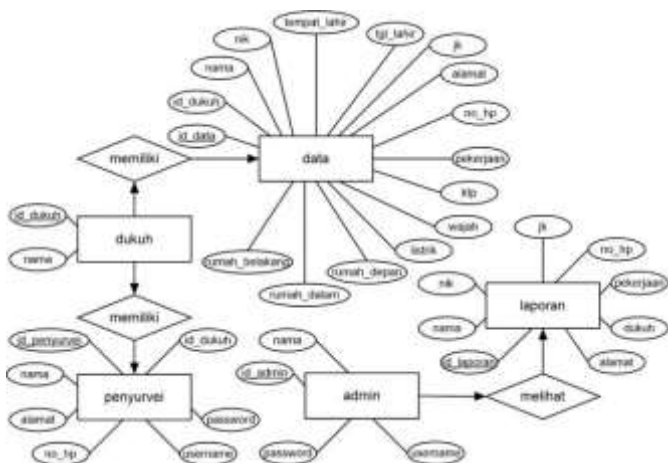 tempat_lahir
tgl_lahir
jk
nik
nama
alamat
id_dukuh
no_hp
id_data
memiliki
data
pekerjaan
ktp
wajah
listrik
rumah_depan
rumah_dalam
rumah_belakang
id_dukuh
dukuh
nama
memiliki
jk
no_hp
nik
pekerjaan
laporan
nama
dukuh
id_laporan
alamat
id_penyurvei
id_dukuh
nama
penyurvei
alamat
password
no_hp
username
nama
id_admin
admin
melihat
password
username